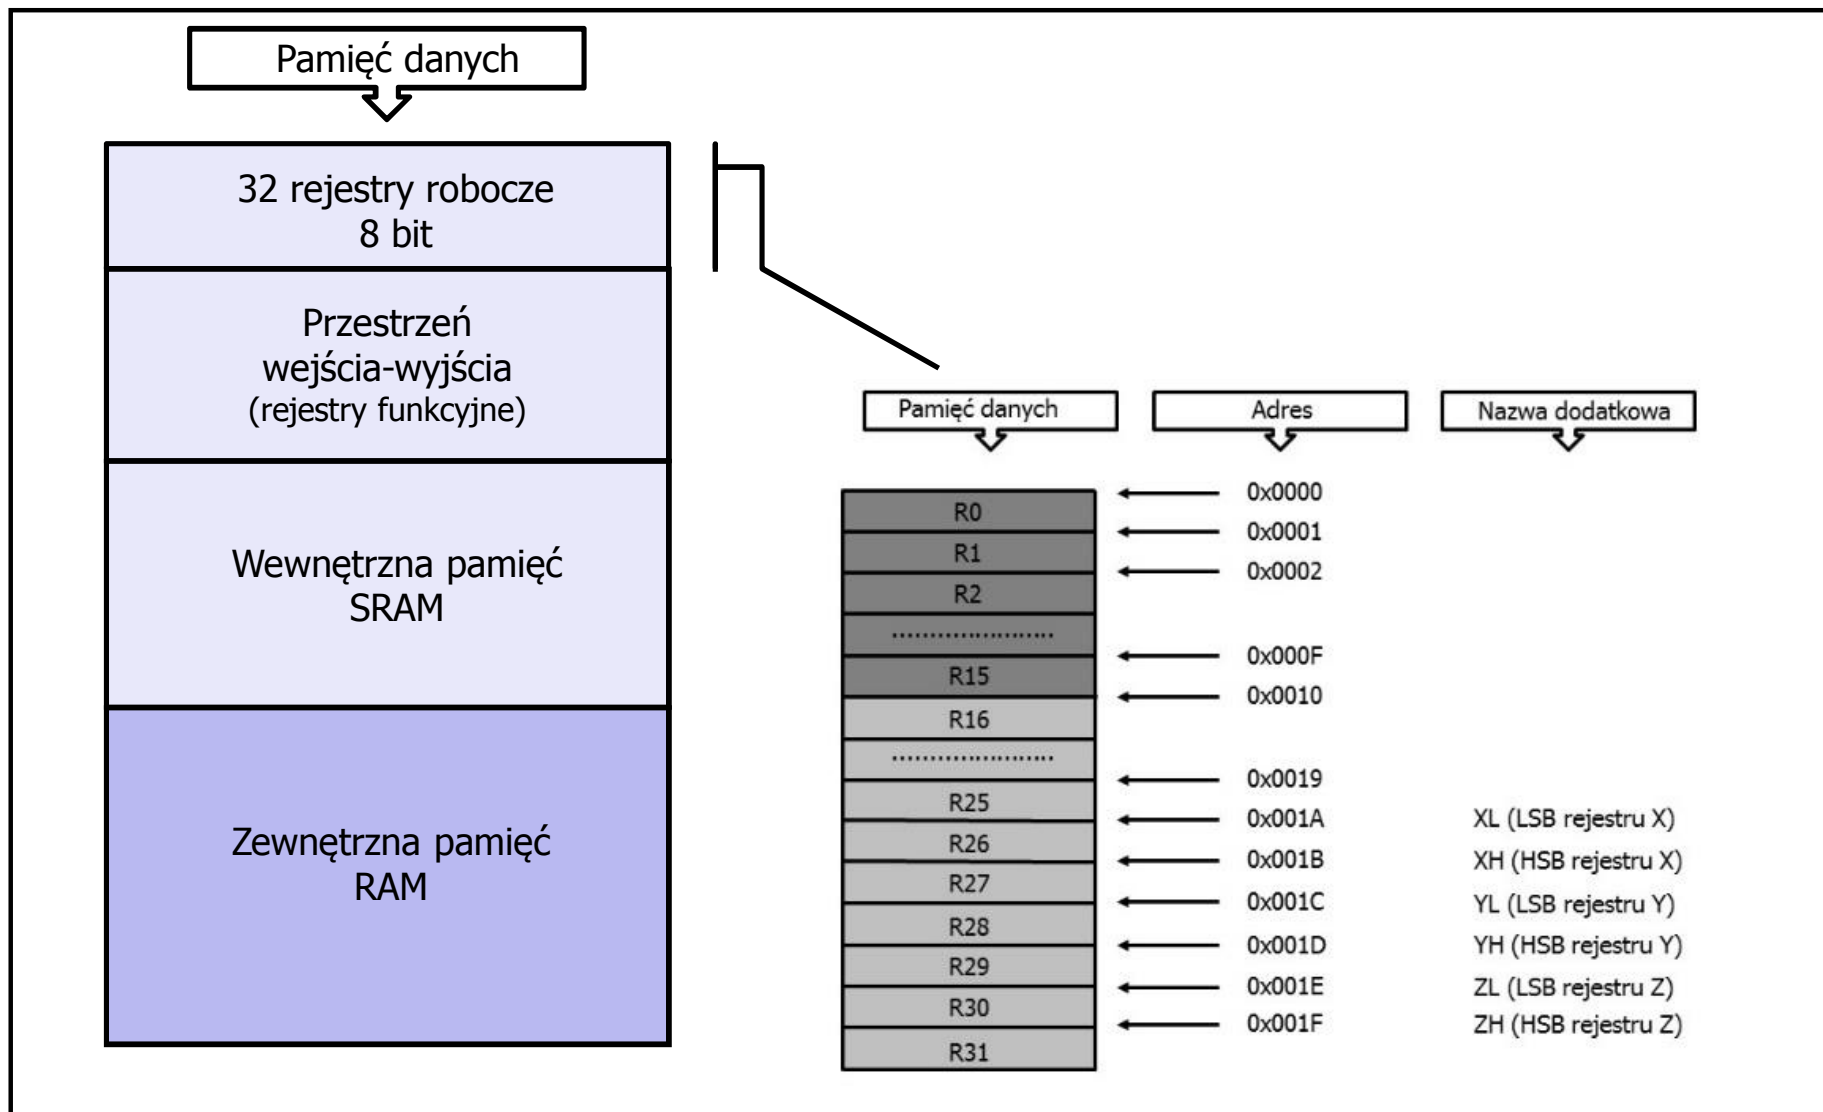 Pamięć danych
32 rejestry robocze
8 bit
Przestrzeń
wejścia-wyjścia
(rejestry funkcyjne)
Wewnętrzna pamięć
SRAM
Zewnętrzna pamięć
RAM
Pamięć danych
Adres
Nazwa dodatkowa
R0
R1
R2
......................
R15
R16
......................
R25
R26
R27
R28
R29
R30
R31
0x0000
0x0001
0x0002
0x000F
0x0010
0x0019
0x001A
0x001B
0x001C
0x001D
0x001E
0x001F
XL (LSB rejestru X)
XH (HSB rejestru X)
YL (LSB rejestru Y)
YH (HSB rejestru Y)
ZL (LSB rejestru Z)
ZH (HSB rejestru Z)